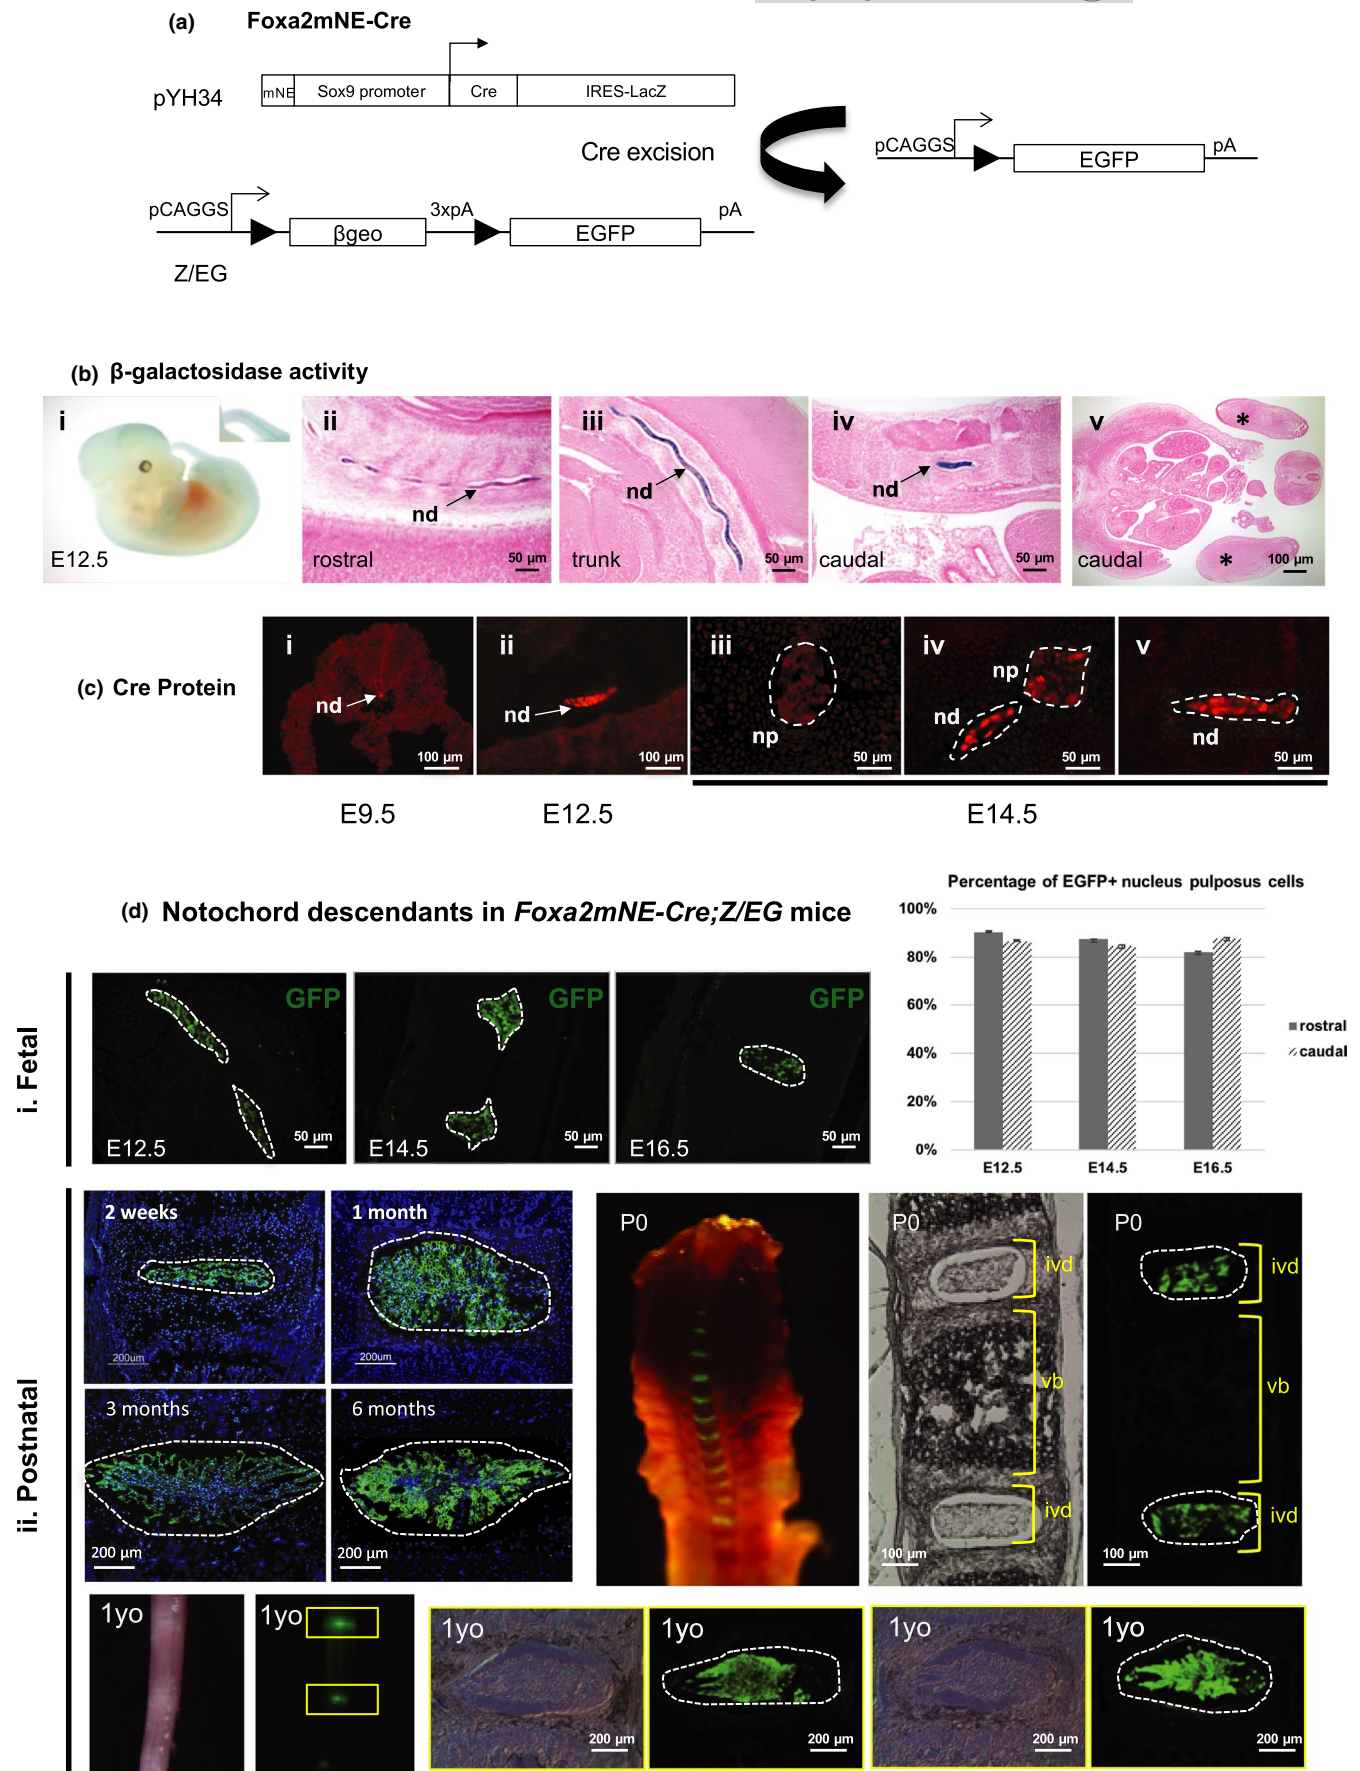 (a) Foxa2mNE-Cre
pYH34
mNE
Sox9 promoter
Cre
IRES-LacZ
Cre excision
pCAGGS
EGFP
pA
pCAGGS
βgeo
3xpA
EGFP
pA
Z/EG
(b) β-galactosidase activity
i
E12.5
ii
nd
rostral
50 µm
iii
nd
trunk
50 µm
iv
nd
caudal
50 µm
v
*
*
caudal
100 µm
(c) Cre Protein
i
nd
100 µm
ii
nd
100 µm
iii
np
50 µm
iv
np
nd
50 µm
v
nd
50 µm
E9.5
E12.5
E14.5
(d) Notochord descendants in Foxa2mNE-Cre;Z/EG mice
Percentage of EGFP+ nucleus pulposus cells
100%
80%
60%
40%
20%
0%
E12.5
E14.5
E16.5
rostral
caudal
i. Fetal
GFP
E12.5
50 µm
GFP
E14.5
50 µm
GFP
E16.5
50 µm
ii. Postnatal
2 weeks
200um
1 month
200um
3 months
200 µm
6 months
200 µm
P0
P0
ivd
vb
ivd
100 µm
P0
ivd
vb
ivd
100 µm
1yo
1yo
1yo
200 µm
1yo
200 µm
1yo
200 µm
1yo
200 µm